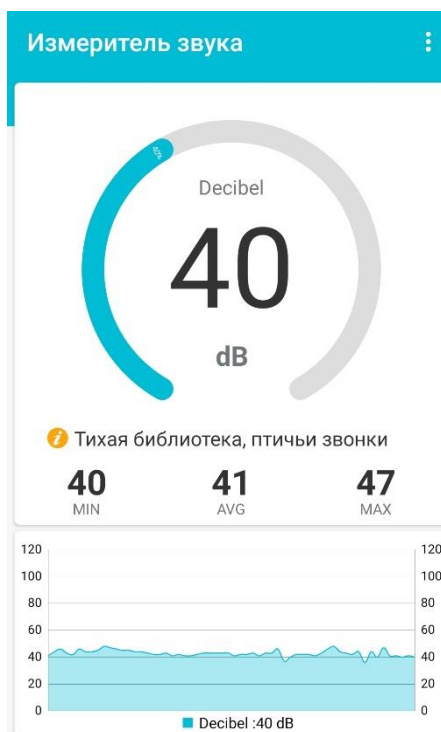 Измеритель звука
40%
Decibel
40
dB
Тихая библиотека, птичьи звонки
40 41 47
MIN AVG MAX
120 120
100 100
80 80
60 60
40 40
20 20
0 0
Decibel :40 dB